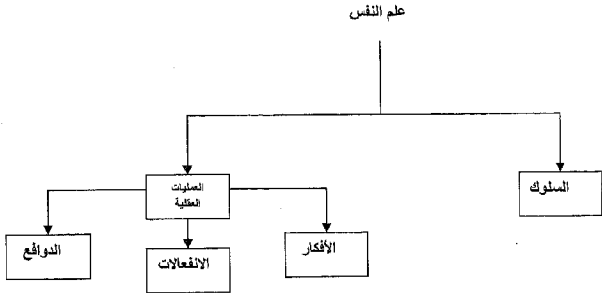 علم النفس
السلوك
العمليات
العقلية
الأفكار
الانفعالات
الدوافع